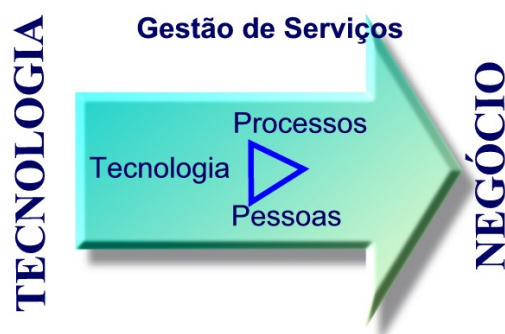 Gestão de Serviços
TECNOLOGIA
Processos
Tecnologia
Pessoas
NEGÓCIO